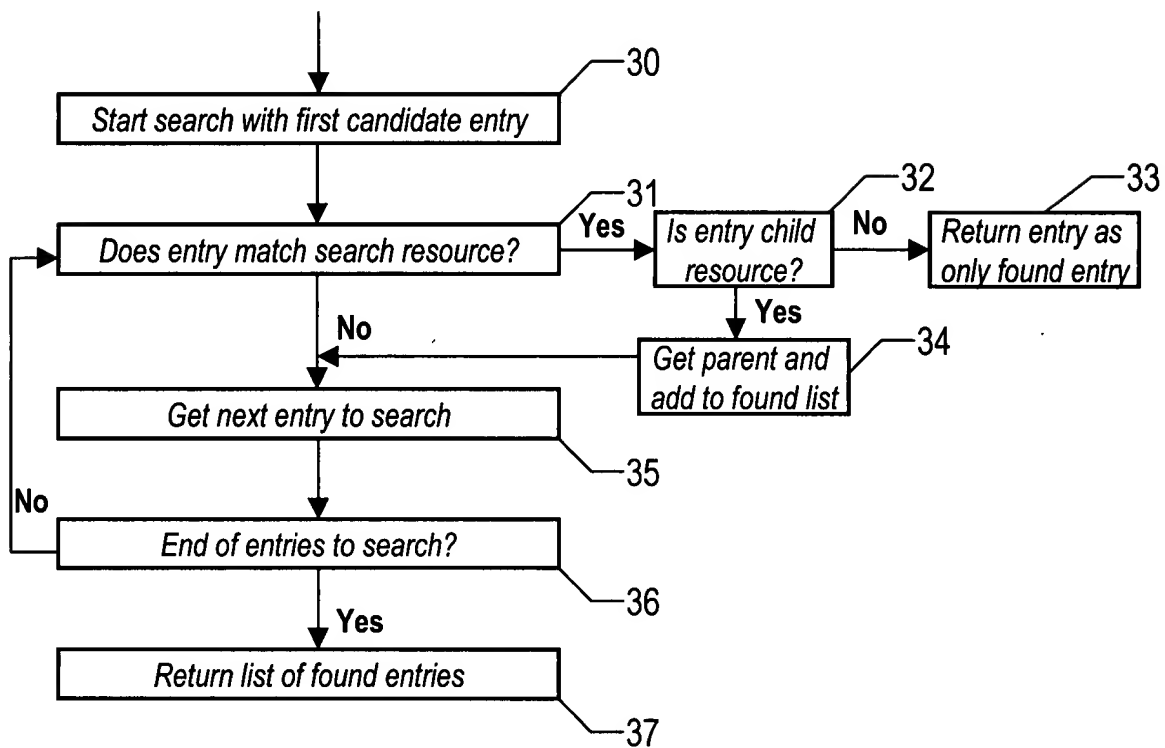 30
Start search with first candidate entry
31
Does entry match search resource?
Yes
32
Is entry child
resource?
No
33
Return entry as
only found entry
Yes
No
34
Get parent and
add to found list
Get next entry to search
35
No
End of entries to search?
36
Yes
Return list of found entries
37